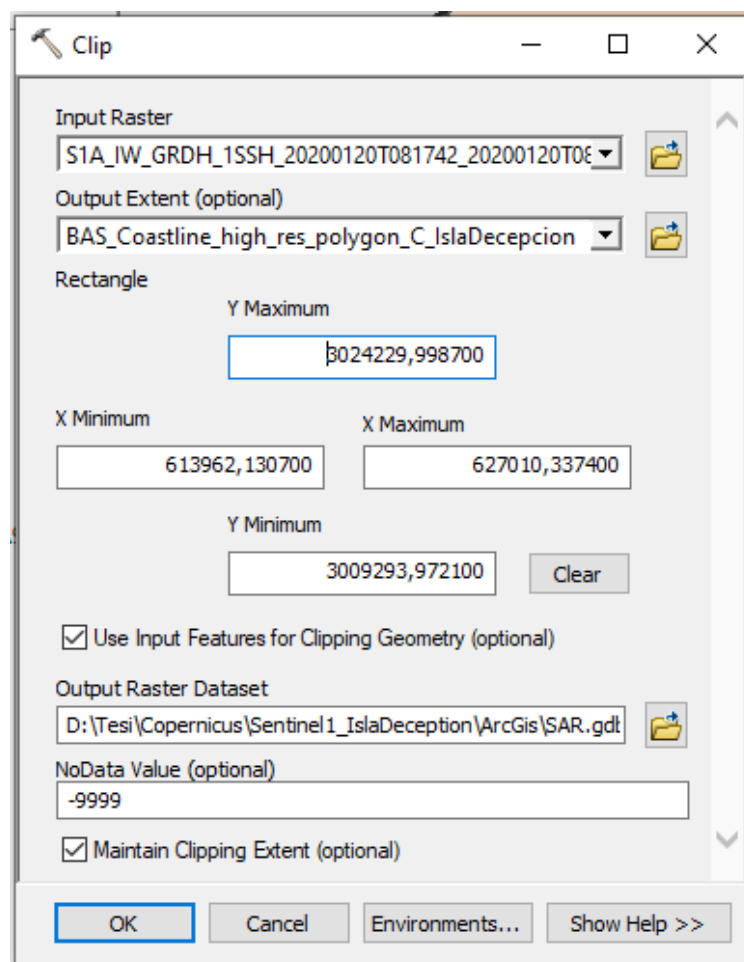 Clip
Input Raster
S1A_IW_GRDH_1SSH_20200120T081742_20200120T08
Output Extent (optional)
BAS_Coastline_high_res_polygon_C_IslaDecepcion
Rectangle
Y Maximum
3024229,998700
X Minimum
X Maximum
613962,130700
627010,337400
Y Minimum
3009293,972100
Clear
Use Input Features for Clipping Geometry (optional)
Output Raster Dataset
D:\Tesi\Copernicus\Sentinel1_IslaDeception\ArcGis\SAR.gdb
NoData Value (optional)
-9999
Maintain Clipping Extent (optional)
OK
Cancel
Environments...
Show Help >>